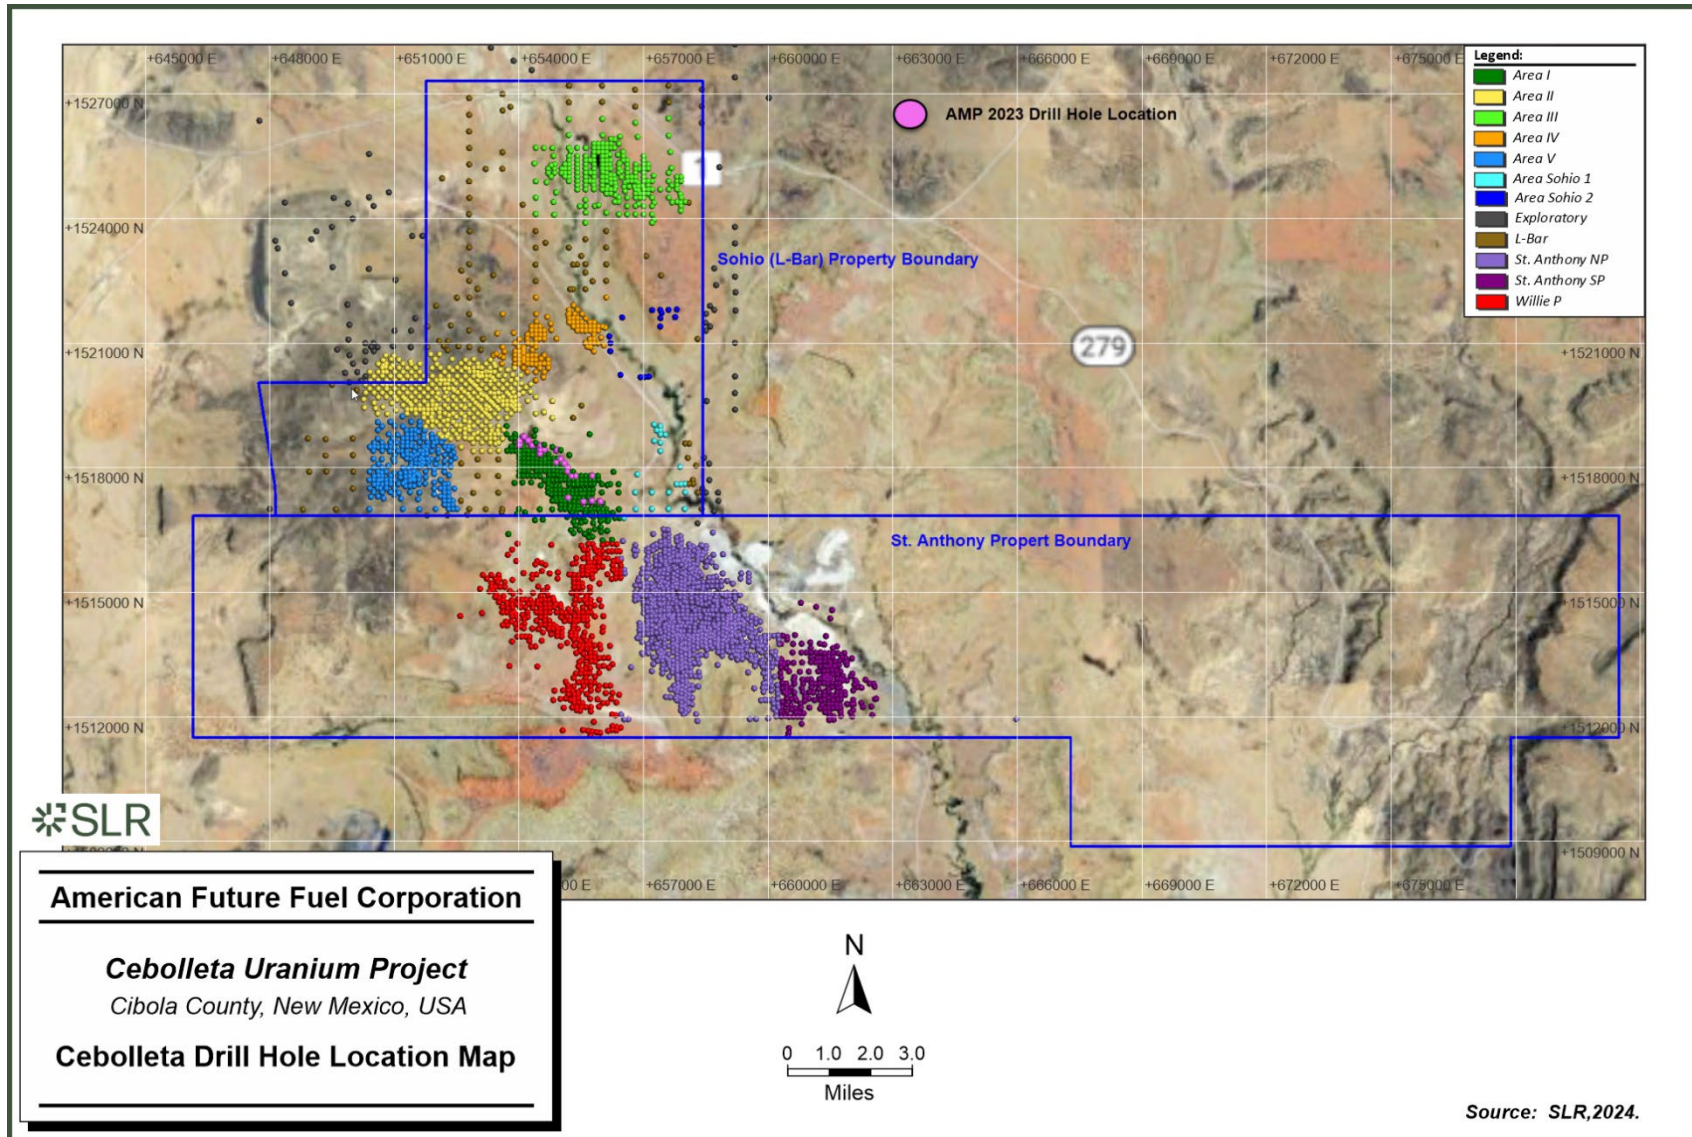 +645000 E +648000 E +651000 E +654000 E +657000 E +660000 E +663000 E +666000 E +669000 E +672000 E +675000 E
Legend:
Area I
Area II
Area III
Area IV
Area V
Area Sohio 1
Area Sohio 2
Exploratory
L-Bar
St. Anthony NP
St. Anthony SP
Willie P
+1527000 N
AMP 2023 Drill Hole Location
1
+1524000 N
Sohio (L-Bar) Property Boundary
279
+1521000 N +1521000 N
+1518000 N +1518000 N
St. Anthony Propert Boundary
+1515000 N +1515000 N
+1512000 N +1512000 N
SLR
+1509000 N
00 E +657000 E +660000 E +663000 E +666000 E +669000 E +672000 E +675000 E
American Future Fuel Corporation
Cebolleta Uranium Project
Cibola County, New Mexico, USA
Cebolleta Drill Hole Location Map
N
0 1.0 2.0 3.0
Miles
Source: SLR,2024.